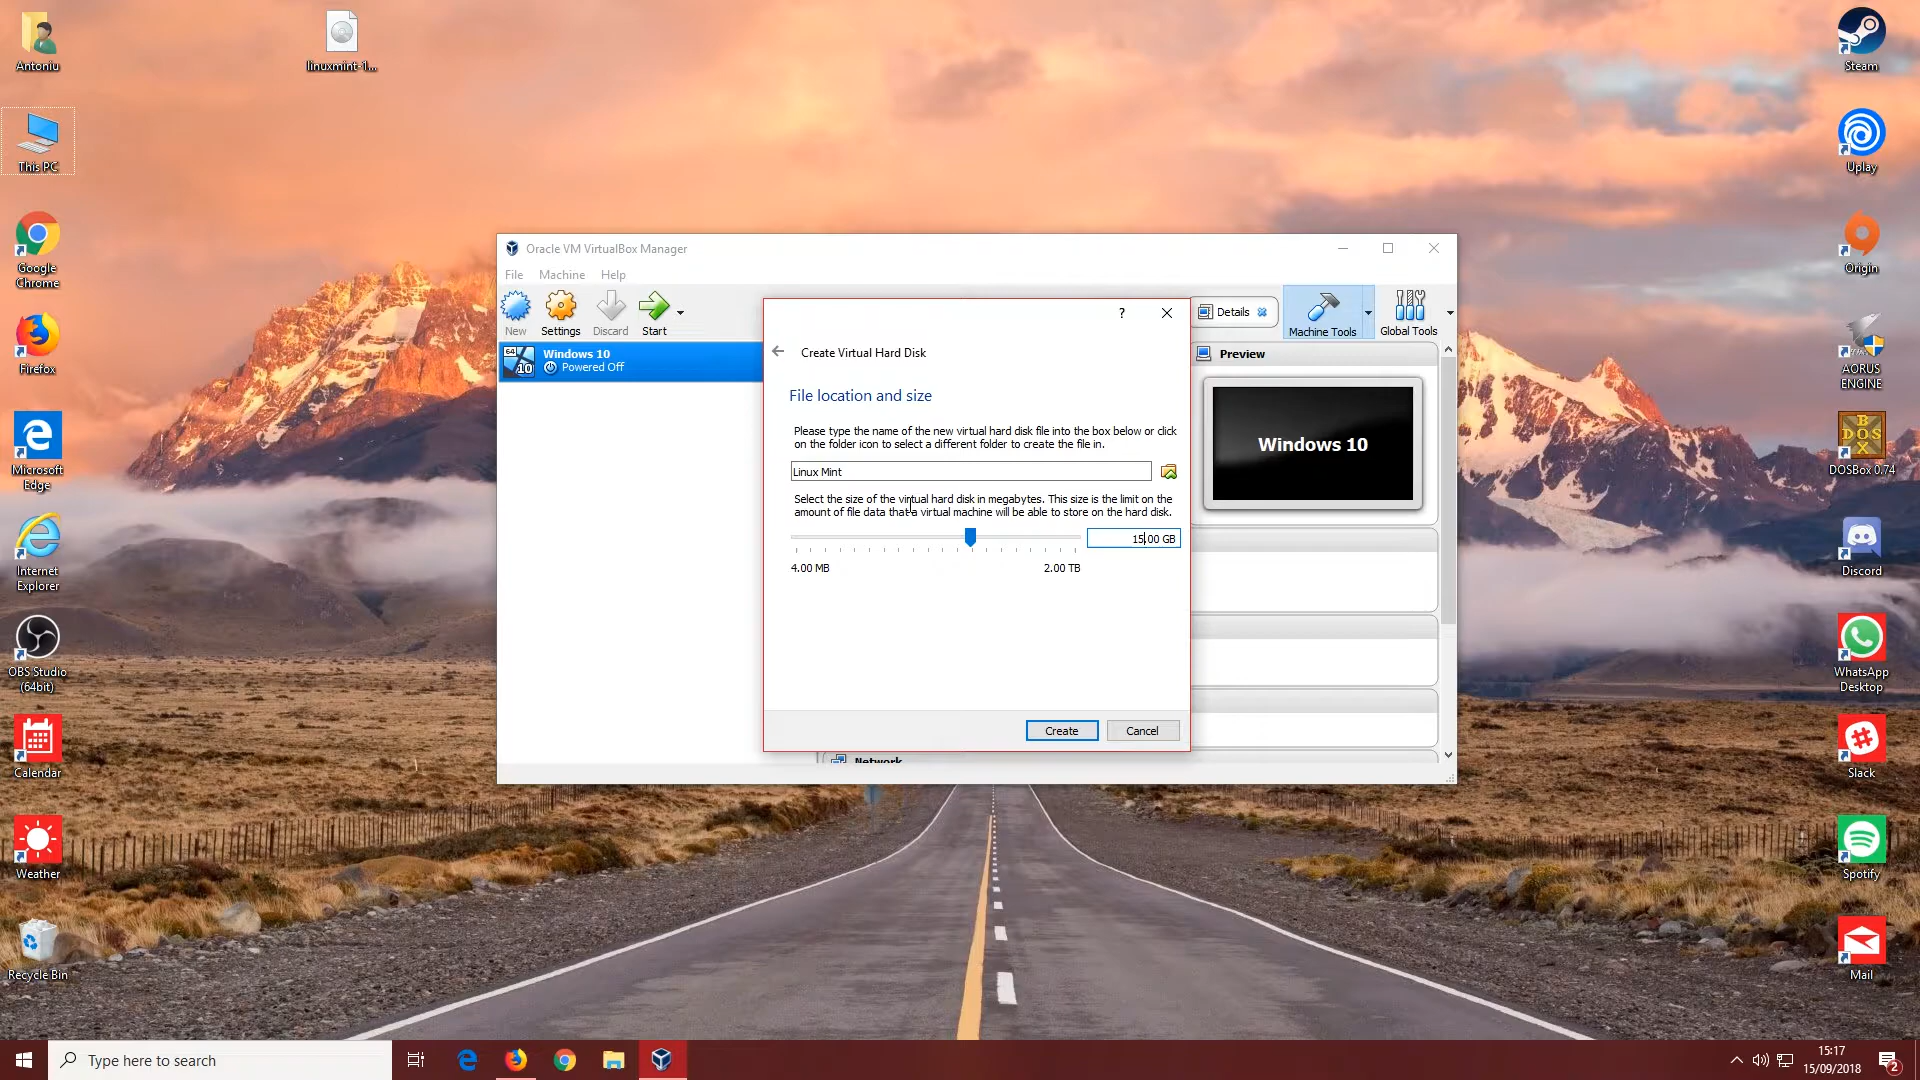 Antoniu
linuxmint-1...
This PC
Google
Chrome
Firefox
Microsoft
Edge
Internet
Explorer
OBS Studio
(64bit)
Calendar
Weather
Recycle Bin
Steam
Uplay
Origin
AORUS
ENGINE
DOSBox 0.74
Discord
WhatsApp
Desktop
Slack
Spotify
Mail
Oracle VM VirtualBox Manager
File Machine Help
New Settings Discard Start
Details
Machine Tools
Global Tools
64
10
Windows 10
Powered Off
Preview
Windows 10
Network
?
Create Virtual Hard Disk
File location and size
Please type the name of the new virtual hard disk file into the box below or click
on the folder icon to select a different folder to create the file in.
Linux Mint
Select the size of the virtual hard disk in megabytes. This size is the limit on the
amount of file data that a virtual machine will be able to store on the hard disk.
15.00 GB
4.00 MB 2.00 TB
Create Cancel
Type here to search
15:17
15/09/2018
2